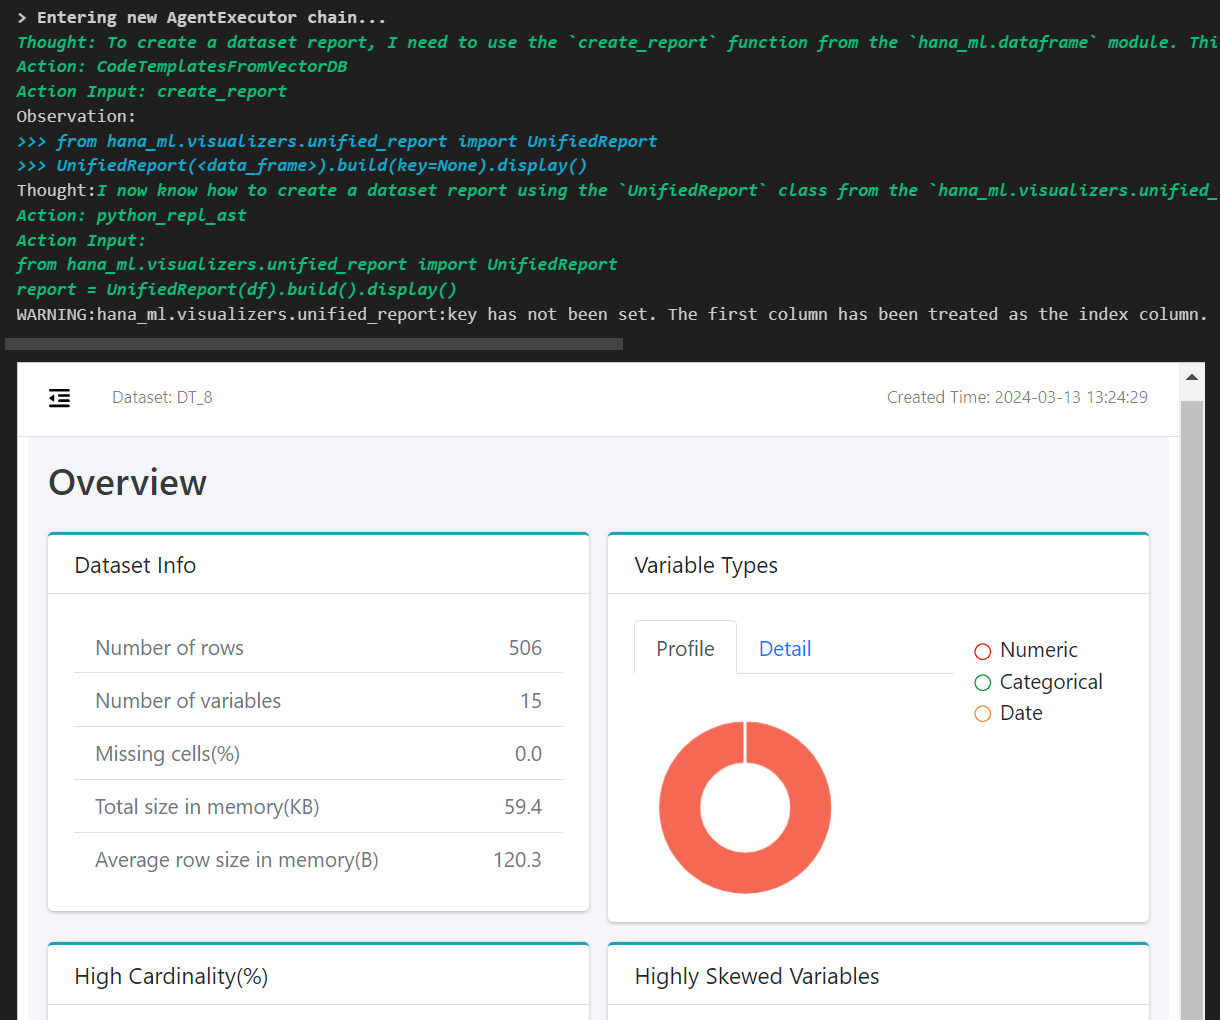 > Entering new AgentExecutor chain...
Thought: To create a dataset report, I need to use the `create_report` function from the `hana_ml.dataframe` module. Thi
Action: CodeTemplatesFromVectorDB
Action Input: create_report
Observation:
>>> from hana_ml.visualizers.unified_report import UnifiedReport
>>> UnifiedReport(<data_frame>).build(key=None).display()
Thought:I now know how to create a dataset report using the `UnifiedReport` class from the `hana_ml.visualizers.unified_
Action: python_repl_ast
Action Input:
from hana_ml.visualizers.unified_report import UnifiedReport
report = UnifiedReport(df).build().display()
WARNING:hana_ml.visualizers.unified_report:key has not been set. The first column has been treated as the index column.
Dataset: DT_8 Created Time: 2024-03-13 13:24:29
Overview
Dataset Info
Number of rows 506
Number of variables 15
Missing cells(%) 0.0
Total size in memory(KB) 59.4
Average row size in memory(B) 120.3
Variable Types
Profile Detail
Numeric
Categorical
Date
High Cardinality(%)
Highly Skewed Variables